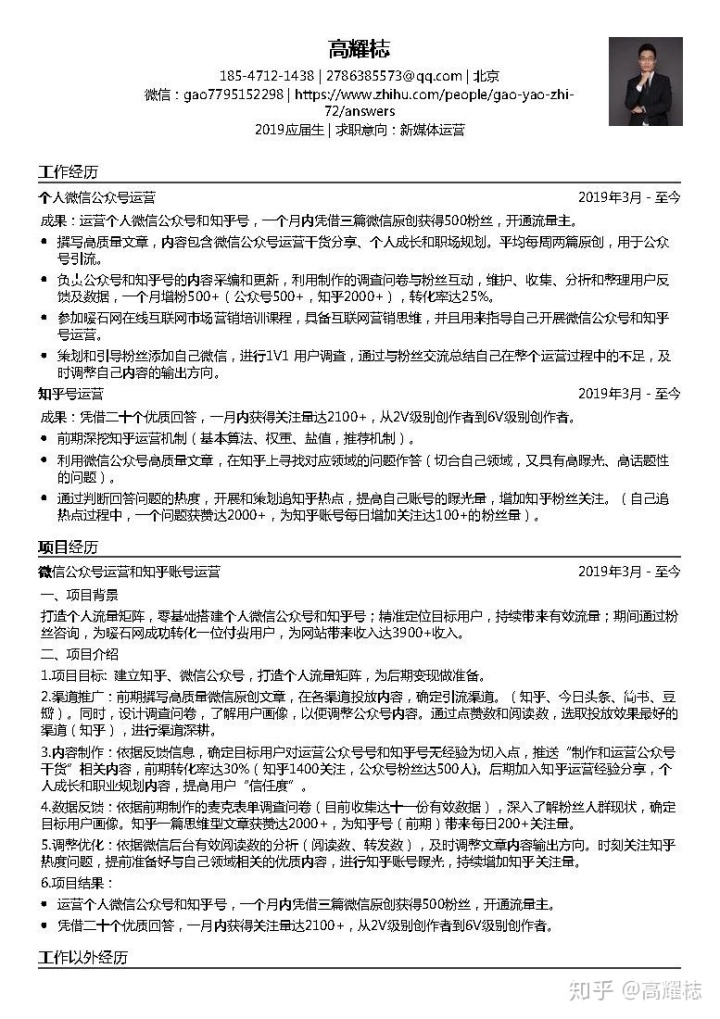 高耀梽
185-4712-1438 | 2786385573@qq.com | 北京
微信：gao7795152298 | https://www.zhihu.com/people/gao-yao-zhi-
72/answers
2019应届生 | 求职意向：新媒体运营
工作经历
个人微信公众号运营 2019年3月 - 至今
成果：运营个人微信公众号和知乎号，一个月内凭借三篇微信原创获得500粉丝，开通流量主。
• 撰写高质量文章，内容包含微信公众号运营干货分享、个人成长和职场规划。平均每周两篇原创，用于公众
号引流。
• 负责公众号和知乎号的内容采编和更新，利用制作的调查问卷与粉丝互动，维护、收集、分析和整理用户反
馈及数据，一个月增粉500+（公众号500+，知乎2000+），转化率达25%。
• 参加暖石网在线互联网市场营销培训课程，具备互联网营销思维，并且用来指导自己开展微信公众号和知乎
号运营。
• 策划和引导粉丝添加自己微信，进行1V1 用户调查，通过与粉丝交流总结自己在整个运营过程中的不足，及
时调整自己内容的输出方向。
知乎号运营 2019年3月 - 至今
成果：凭借二十个优质回答，一月内获得关注量达2100+，从2V级别创作者到6V级别创作者。
• 前期深挖知乎运营机制（基本算法、权重、盐值，推荐机制）。
• 利用微信公众号高质量文章，在知乎上寻找对应领域的问题作答（切合自己领域，又具有高曝光、高话题性
的问题）。
• 通过判断回答问题的热度，开展和策划追知乎热点，提高自己账号的曝光量，增加知乎粉丝关注。（自己追
热点过程中，一个问题获赞达2000+，为知乎账号每日增加关注达100+的粉丝量）。
项目经历
微信公众号运营和知乎账号运营 2019年3月 - 至今
一、项目背景
打造个人流量矩阵，零基础搭建个人微信公众号和知乎号；精准定位目标用户，持续带来有效流量；期间通过粉
丝咨询，为暖石网成功转化一位付费用户，为网站带来收入达3900+收入。
二、项目介绍
1.项目目标: 建立知乎、微信公众号，打造个人流量矩阵，为后期变现做准备。
2.渠道推广：前期撰写高质量微信原创文章，在各渠道投放内容，确定引流渠道。（知乎、今日头条、简书、豆
瓣）。同时，设计调查问卷，了解用户画像，以便调整公众号内容。通过点赞数和阅读数，选取投放效果最好的
渠道（知乎），进行渠道深耕。
3.内容制作：依据反馈信息，确定目标用户对运营公众号号和知乎号无经验为切入点，推送“制作和运营公众号
干货”相关内容，前期转化率达30%（知乎1400关注，公众号粉丝达500人)。后期加入知乎运营经验分享，个
人成长和职业规划内容，提高用户“信任度”。
4.数据反馈：依据前期制作的麦克表单调查问卷（目前收集达十一份有效数据），深入了解粉丝人群现状，确定
目标用户画像。知乎一篇思维型文章获赞达2000+，为知乎号（前期）带来每日200+关注量。
5.调整优化：依据微信后台有效阅读数的分析（阅读数、转发数），及时调整文章内容输出方向。时刻关注知乎
热度问题，提前准备好与自己领域相关的优质内容，进行知乎账号曝光，持续增加知乎关注量。
6.项目结果：
• 运营个人微信公众号和知乎号，一个月内凭借三篇微信原创获得500粉丝，开通流量主。
• 凭借二十个优质回答，一月内获得关注量达2100+，从2V级别创作者到6V级别创作者。
工作以外经历
知乎 @高耀梽